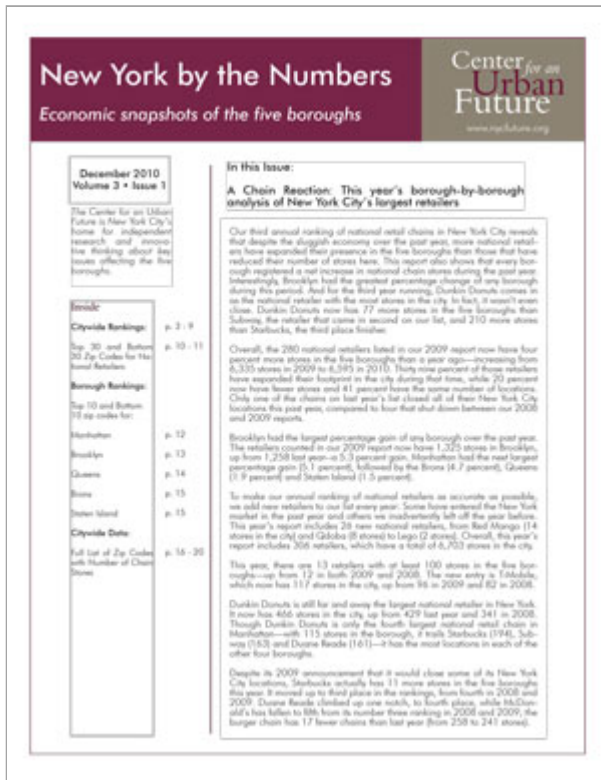 New York by the Numbers
Economic snapshots of the five boroughs
Center for an
Urban
Future
www.nycfuture.org
December 2010
Volume 3 • Issue 1
The Center for an Urban
Future is New York City's
home for independent
research and innova-
tive thinking about key
issues affecting the five
boroughs.
Inside
Citywide Rankings: p. 3 - 9
Top 30 and Bottom p. 10 - 11
30 Zip Codes for Na-
tional Retailers
Borough Rankings:
Top 10 and Bottom
10 zip codes for:
Manhattan p. 12
Brooklyn p. 13
Queens p. 14
Bronx p. 15
Staten Island p. 15
Citywide Data:
Full List of Zip Codes p. 16 - 20
with Number of Chain
Stores
In this Issue:
A Chain Reaction: This year's borough-by-borough
analysis of New York City's largest retailers
Our third annual ranking of national retail chains in New York City reveals
that despite the sluggish economy over the past year, more national retail-
ers have expanded their presence in the five boroughs than those that have
reduced their number of stores here. This report also shows that every bor-
ough registered a net increase in national chain stores during the past year.
Interestingly, Brooklyn had the greatest percentage change of any borough
during this period. And for the third year running, Dunkin Donuts comes in
as the national retailer with the most stores in the city. In fact, it wasn't even
close. Dunkin Donuts now has 77 more stores in the five boroughs than
Subway, the retailer that came in second on our list, and 210 more stores
than Starbucks, the third place finisher.
Overall, the 280 national retailers listed in our 2009 report now have four
percent more stores in the five boroughs than a year ago—increasing from
6,335 stores in 2009 to 6,595 in 2010. Thirty nine percent of those retailers
have expanded their footprint in the city during that time, while 20 percent
now have fewer stores and 41 percent have the same number of locations.
Only one of the chains on last year's list closed all of their New York City
locations this past year, compared to four that shut down between our 2008
and 2009 reports.
Brooklyn had the largest percentage gain of any borough over the past year.
The retailers counted in our 2009 report now have 1,325 stores in Brooklyn,
up from 1,258 last year—a 5.3 percent gain. Manhattan had the next largest
percentage gain (5.1 percent), followed by the Bronx (4.7 percent), Queens
(1.9 percent) and Staten Island (1.5 percent).
To make our annual ranking of national retailers as accurate as possible,
we add new retailers to our list every year. Some have entered the New York
market in the past year and others we inadvertently left off the year before.
This year's report includes 26 new national retailers, from Red Mango (14
stores in the city) and Qdoba (8 stores) to Lego (2 stores). Overall, this year's
report includes 306 retailers, which have a total of 6,703 stores in the city.
This year, there are 13 retailers with at least 100 stores in the five bor-
oughs—up from 12 in both 2009 and 2008. The new entry is T-Mobile,
which now has 117 stores in the city, up from 96 in 2009 and 82 in 2008.
Dunkin Donuts is still far and away the largest national retailer in New York.
It now has 466 stores in the city, up from 429 last year and 341 in 2008.
Though Dunkin Donuts is only the fourth largest national retail chain in
Manhattan—with 115 stores in the borough, it trails Starbucks (194), Sub-
way (163) and Duane Reade (161)—it has the most locations in each of the
other four boroughs.
Despite its 2009 announcement that it would close some of its New York
City locations, Starbucks actually has 11 more stores in the five boroughs
this year. It moved up to third place in the rankings, from fourth in 2008 and
2009. Duane Reade climbed up one notch, to fourth place, while McDon-
ald's has fallen to fifth from its number three ranking in 2008 and 2009, the
burger chain has 17 fewer chains than last year (from 258 to 241 stores).